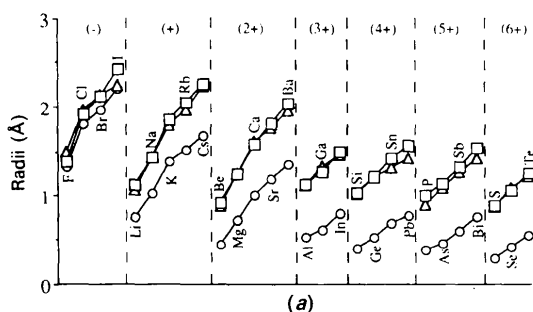 (-) (+) (2+) (3+) (4+) (5+) (6+)
3
2
1
0
Radii (Å)
F Cl Br I
Li Na K Rb Cs
Be Mg Ca Sr Ba
Al Ga In
Si Ge Sn Pb
P As Sb Bi
S Se Te
(a)